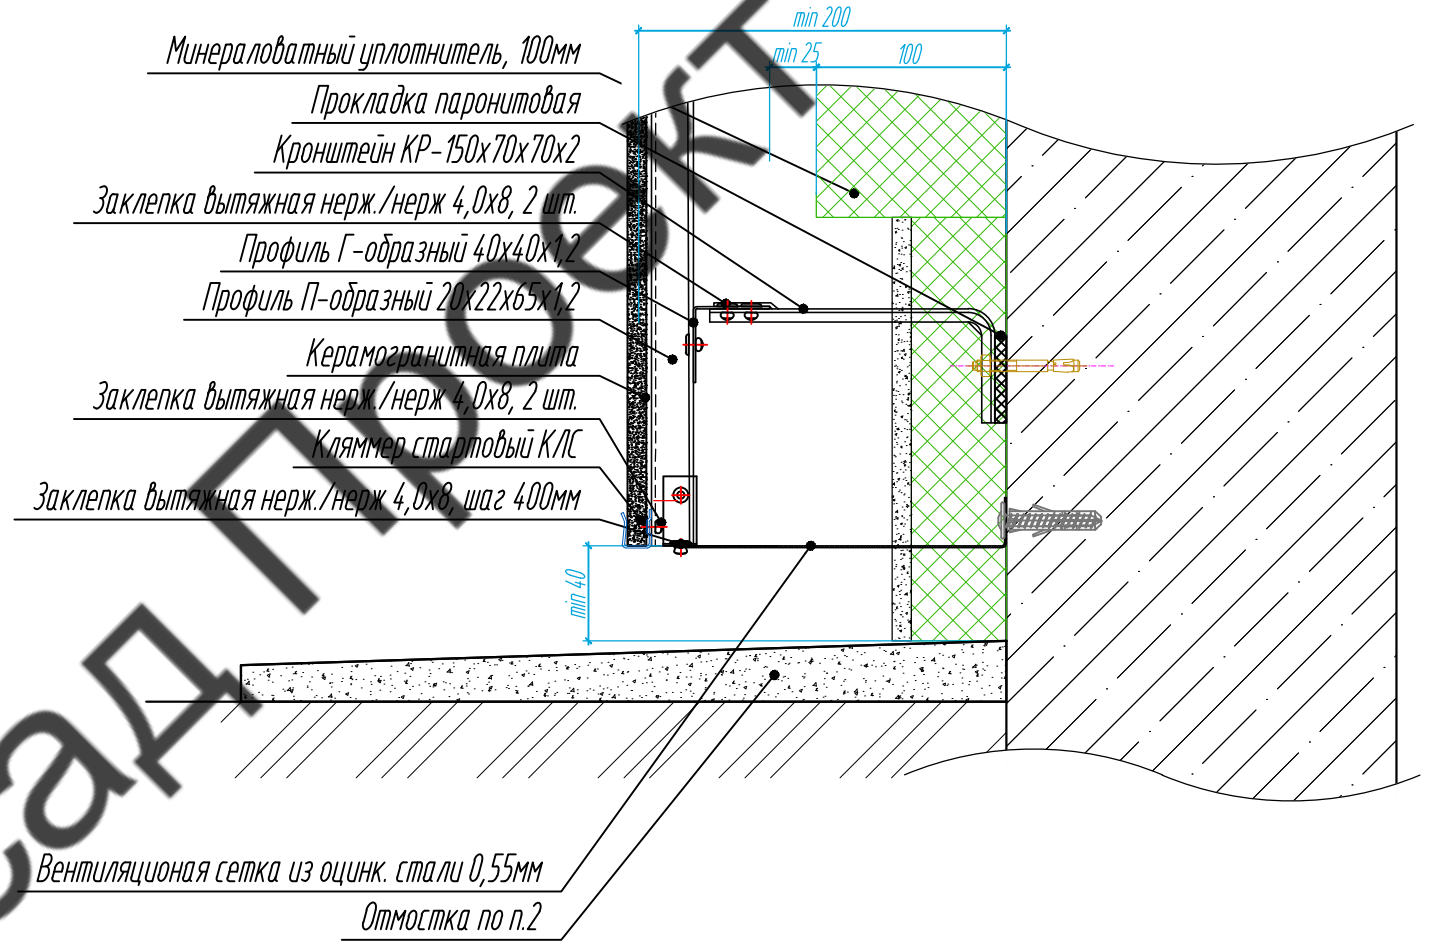 min 200
min 25
100
Минераловатный уплотнитель, 100мм
Прокладка паронитовая
Кронштейн КР-150х70х70х2
Заклепка вытяжная нерж./нерж 4,0х8, 2 шт.
Профиль Г-образный 40х40х1,2
Профиль П-образный 20х22х65х1,2
Керамогранитная плита
Заклепка вытяжная нерж./нерж 4,0х8, 2 шт.
Кляммер стартовый КЛС
Заклепка вытяжная нерж./нерж 4,0х8, шаг 400мм
min 40
Вентиляционая сетка из оцинк. стали 0,55мм
Отмостка по п.2
сад Проект